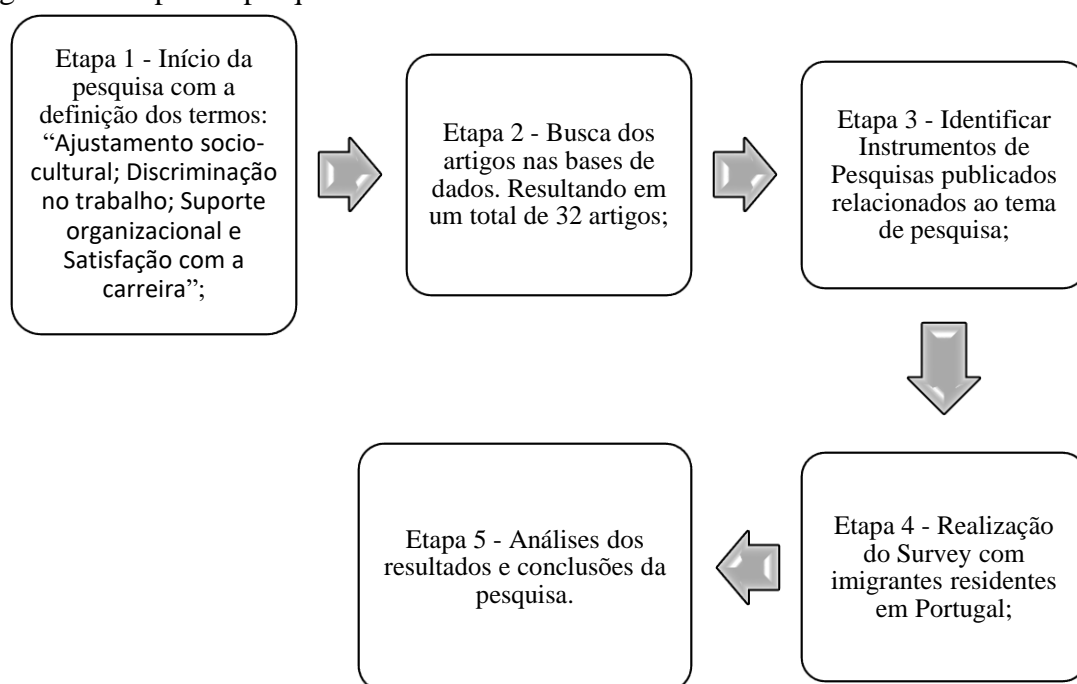 Etapa 1 - Início da
pesquisa com a
definição dos termos:
“Ajustamento socio-
cultural; Discriminação
no trabalho; Suporte
organizacional e
Satisfação com a
carreira”;
Etapa 2 - Busca dos
artigos nas bases de
dados. Resultando em
um total de 32 artigos;
Etapa 3 - Identificar
Instrumentos de
Pesquisas publicados
relacionados ao tema
de pesquisa;
Etapa 4 - Realização
do Survey com
imigrantes residentes
em Portugal;
Etapa 5 - Análises dos
resultados e conclusões da
pesquisa.